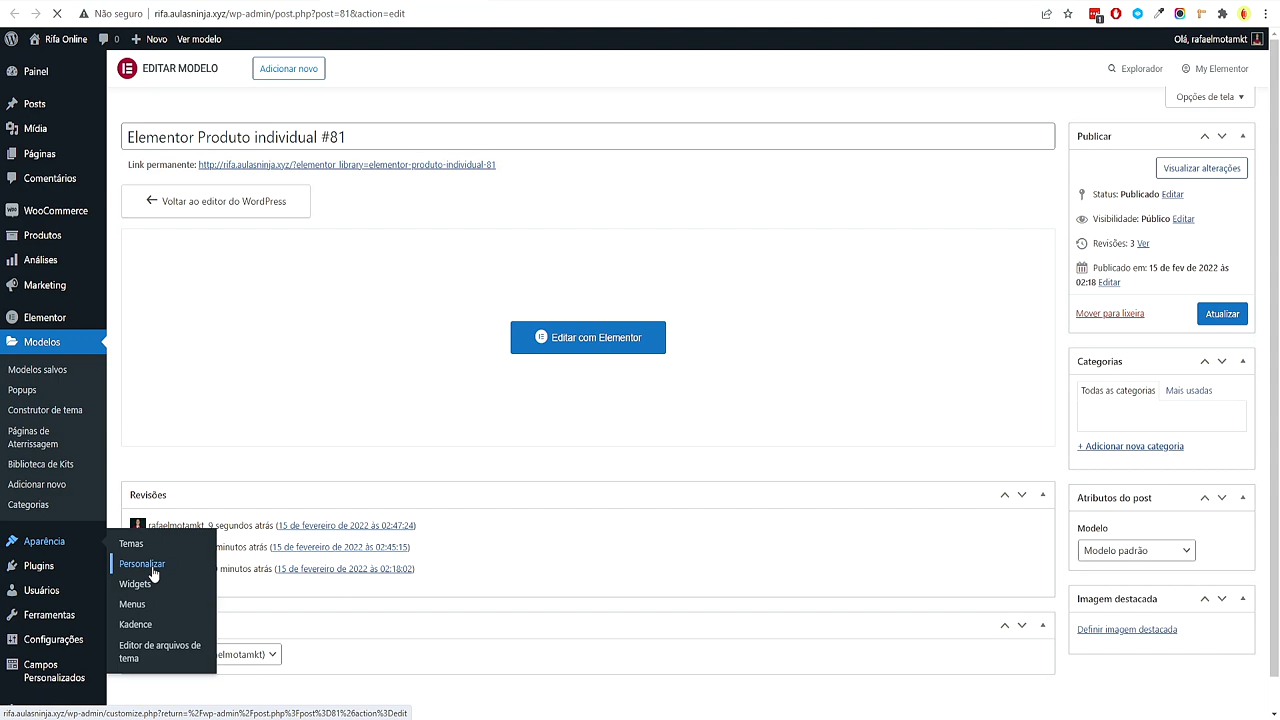 Não seguro
rifa.aulasninja.xyz/wp-admin/post.php?post=81&action=edit
1
Rifa Online
0
Novo
Ver modelo
Olá, rafaelmotamkt
Painel
Posts
Mídia
Páginas
Comentários
WooCommerce
Produtos
Análises
Marketing
Elementor
Modelos
Modelos salvos
Popups
Construtor de tema
Páginas de
Aterrissagem
Biblioteca de Kits
Adicionar novo
Categorias
Aparência
Plugins
Usuários
Ferramentas
Configurações
Campos
Personalizados
Temas
Personalizar
Widgets
Menus
Kadence
Editor de arquivos de
tema
EDITAR MODELO
Adicionar novo
Explorador
My Elementor
Opções de tela
Elementor Produto individual #81
Link permanente: http://rifa.aulasninja.xyz/?elementor_library=elementor-produto-individual-81
Voltar ao editor do WordPress
Editar com Elementor
Revisões
rafaelmotamkt, 9 segundos atrás (15 de fevereiro de 2022 às 02:47:24)
minutos atrás (15 de fevereiro de 2022 às 02:45:15)
minutos atrás (15 de fevereiro de 2022 às 02:18:02)
elmotamkt)
Publicar
Visualizar alterações
Status: Publicado Editar
Visibilidade: Público Editar
Revisões: 3 Ver
Publicado em: 15 de fev de 2022 às
02:18 Editar
Mover para lixeira
Atualizar
Categorias
Todas as categorias
Mais usadas
+ Adicionar nova categoria
Atributos do post
Modelo
Modelo padrão
Imagem destacada
Definir imagem destacada
rifa.aulasninja.xyz/wp-admin/customize.php?return=%2Fwp-admin%2Fpost.php%3Fpost%3D81%26action%3Dedit